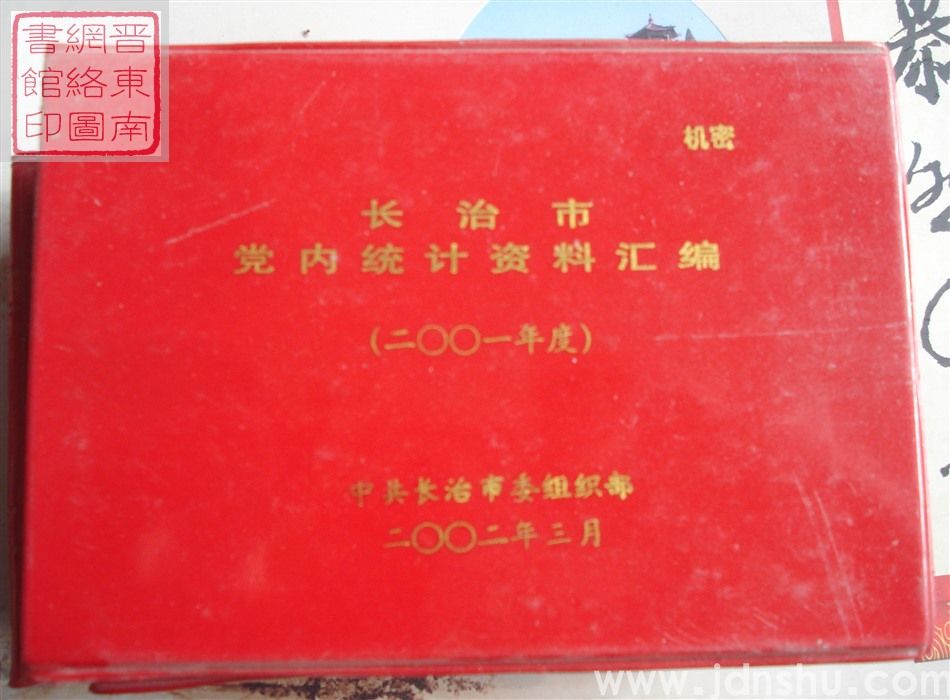 晋東南
網絡圖
書館印
机密
长治市
党内统计资料汇编
(二〇〇一年度)
中共长治市委组织部
二〇〇二年三月
www.jdnshu.com